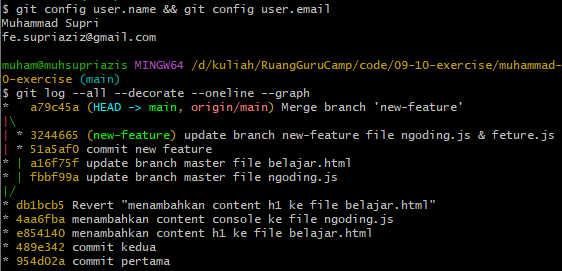 $ git config user.name && git config user.email
Muhammad Supri
fe.supriaziz@gmail.com
muham@muhsupriazis MINGW64 /d/kuliah/RuangGuruCamp/code/09-10-exercise/muhammad-
0-exercise (main)
$ git log --all --decorate --oneline --graph
*   a79c45a (HEAD -> main, origin/main) Merge branch 'new-feature'
|\
| * 3244665 (new-feature) update branch new-feature file ngoding.js & feture.js
| * 51a5af0 commit new feature
* | a16f75f update branch master file belajar.html
* | fbbf99a update branch master file ngoding.js
|/
* db1bcb5 Revert "menambahkan content h1 ke file belajar.html"
* 4aa6fba menambahkan content console ke file ngoding.js
* e854140 menambahkan content h1 ke file belajar.html
* 489e342 commit kedua
* 954d02a commit pertama